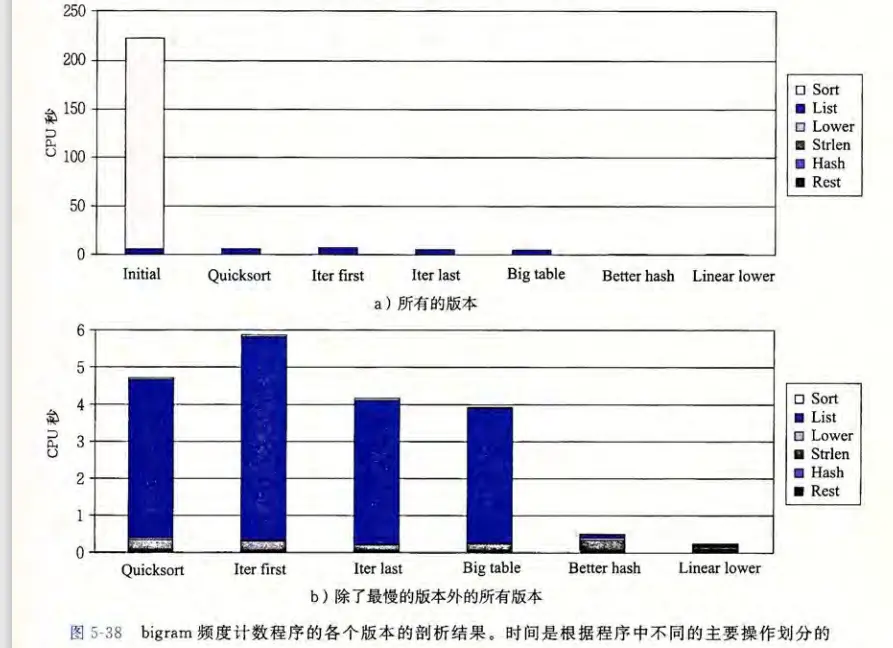 250
200
150
100
50
0
CPU 秒
Initial Quicksort Iter first Iter last Big table Better hash Linear lower
Sort
List
Lower
Strlen
Hash
Rest
a）所有的版本
6
5
4
3
2
1
0
CPU 秒
Quicksort Iter first Iter last Big table Better hash Linear lower
Sort
List
Lower
Strlen
Hash
Rest
b）除了最慢的版本外的所有版本
图 5-38 bigram 频度计数程序的各个版本的剖析结果。时间是根据程序中不同的主要操作划分的